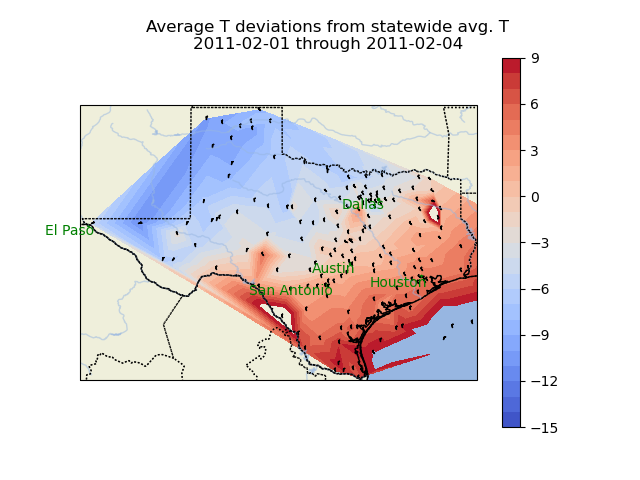 Average T deviations from statewide avg. T
2011-02-01 through 2011-02-04
9
6
3
0
−3
−6
−9
−12
−15
Dallas
El Paso
Austin
Houston
San Antonio